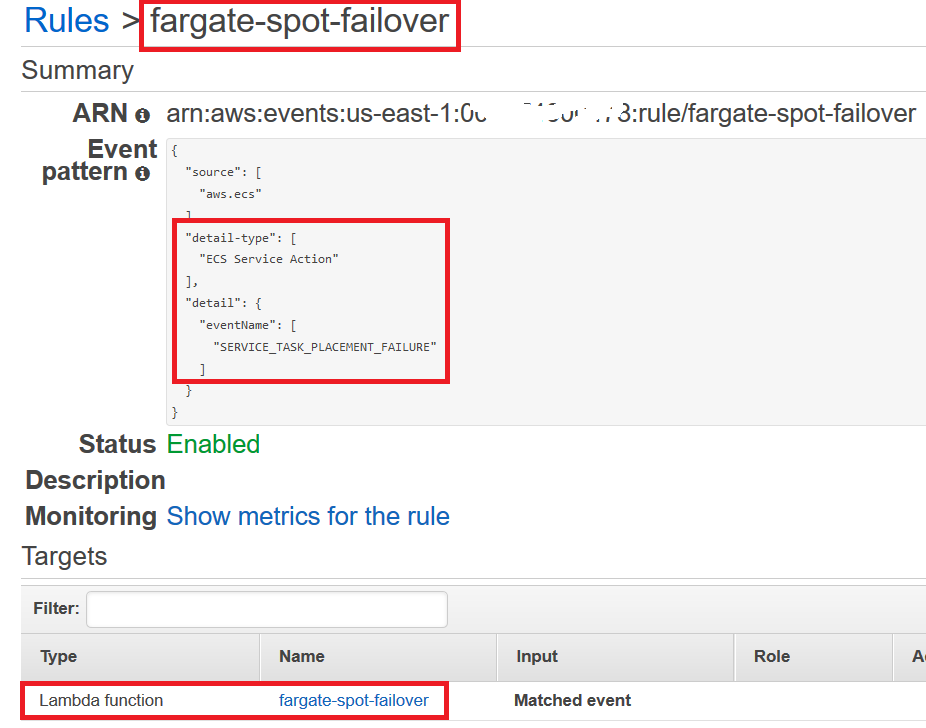 Rules > fargate-spot-failover
Summary
ARN arn:aws:events:us-east-1:0 3:rule/fargate-spot-failover
Event pattern
{
"source": [
"aws.ecs"
]
"detail-type": [
"ECS Service Action"
],
"detail": {
"eventName": [
"SERVICE_TASK_PLACEMENT_FAILURE"
]
}
}
Status Enabled
Description
Monitoring Show metrics for the rule
Targets
Filter:
Type Name Input Role
Lambda function fargate-spot-failover Matched event